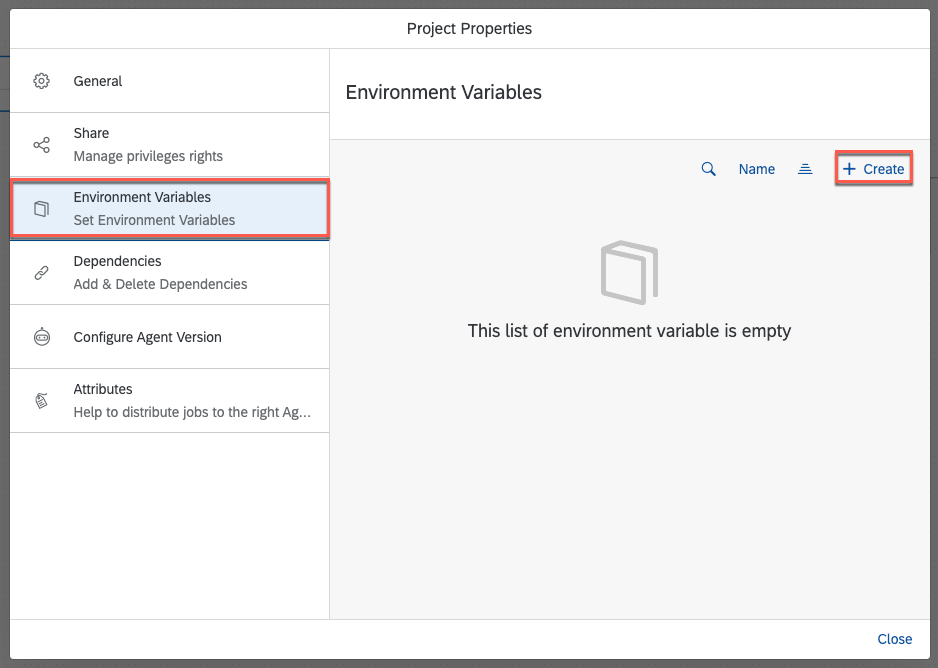 Project Properties
General
Share
Manage privileges rights
Environment Variables
Set Environment Variables
Dependencies
Add & Delete Dependencies
Configure Agent Version
Attributes
Help to distribute jobs to the right Ag...
Environment Variables
Name
Create
This list of environment variable is empty
Close